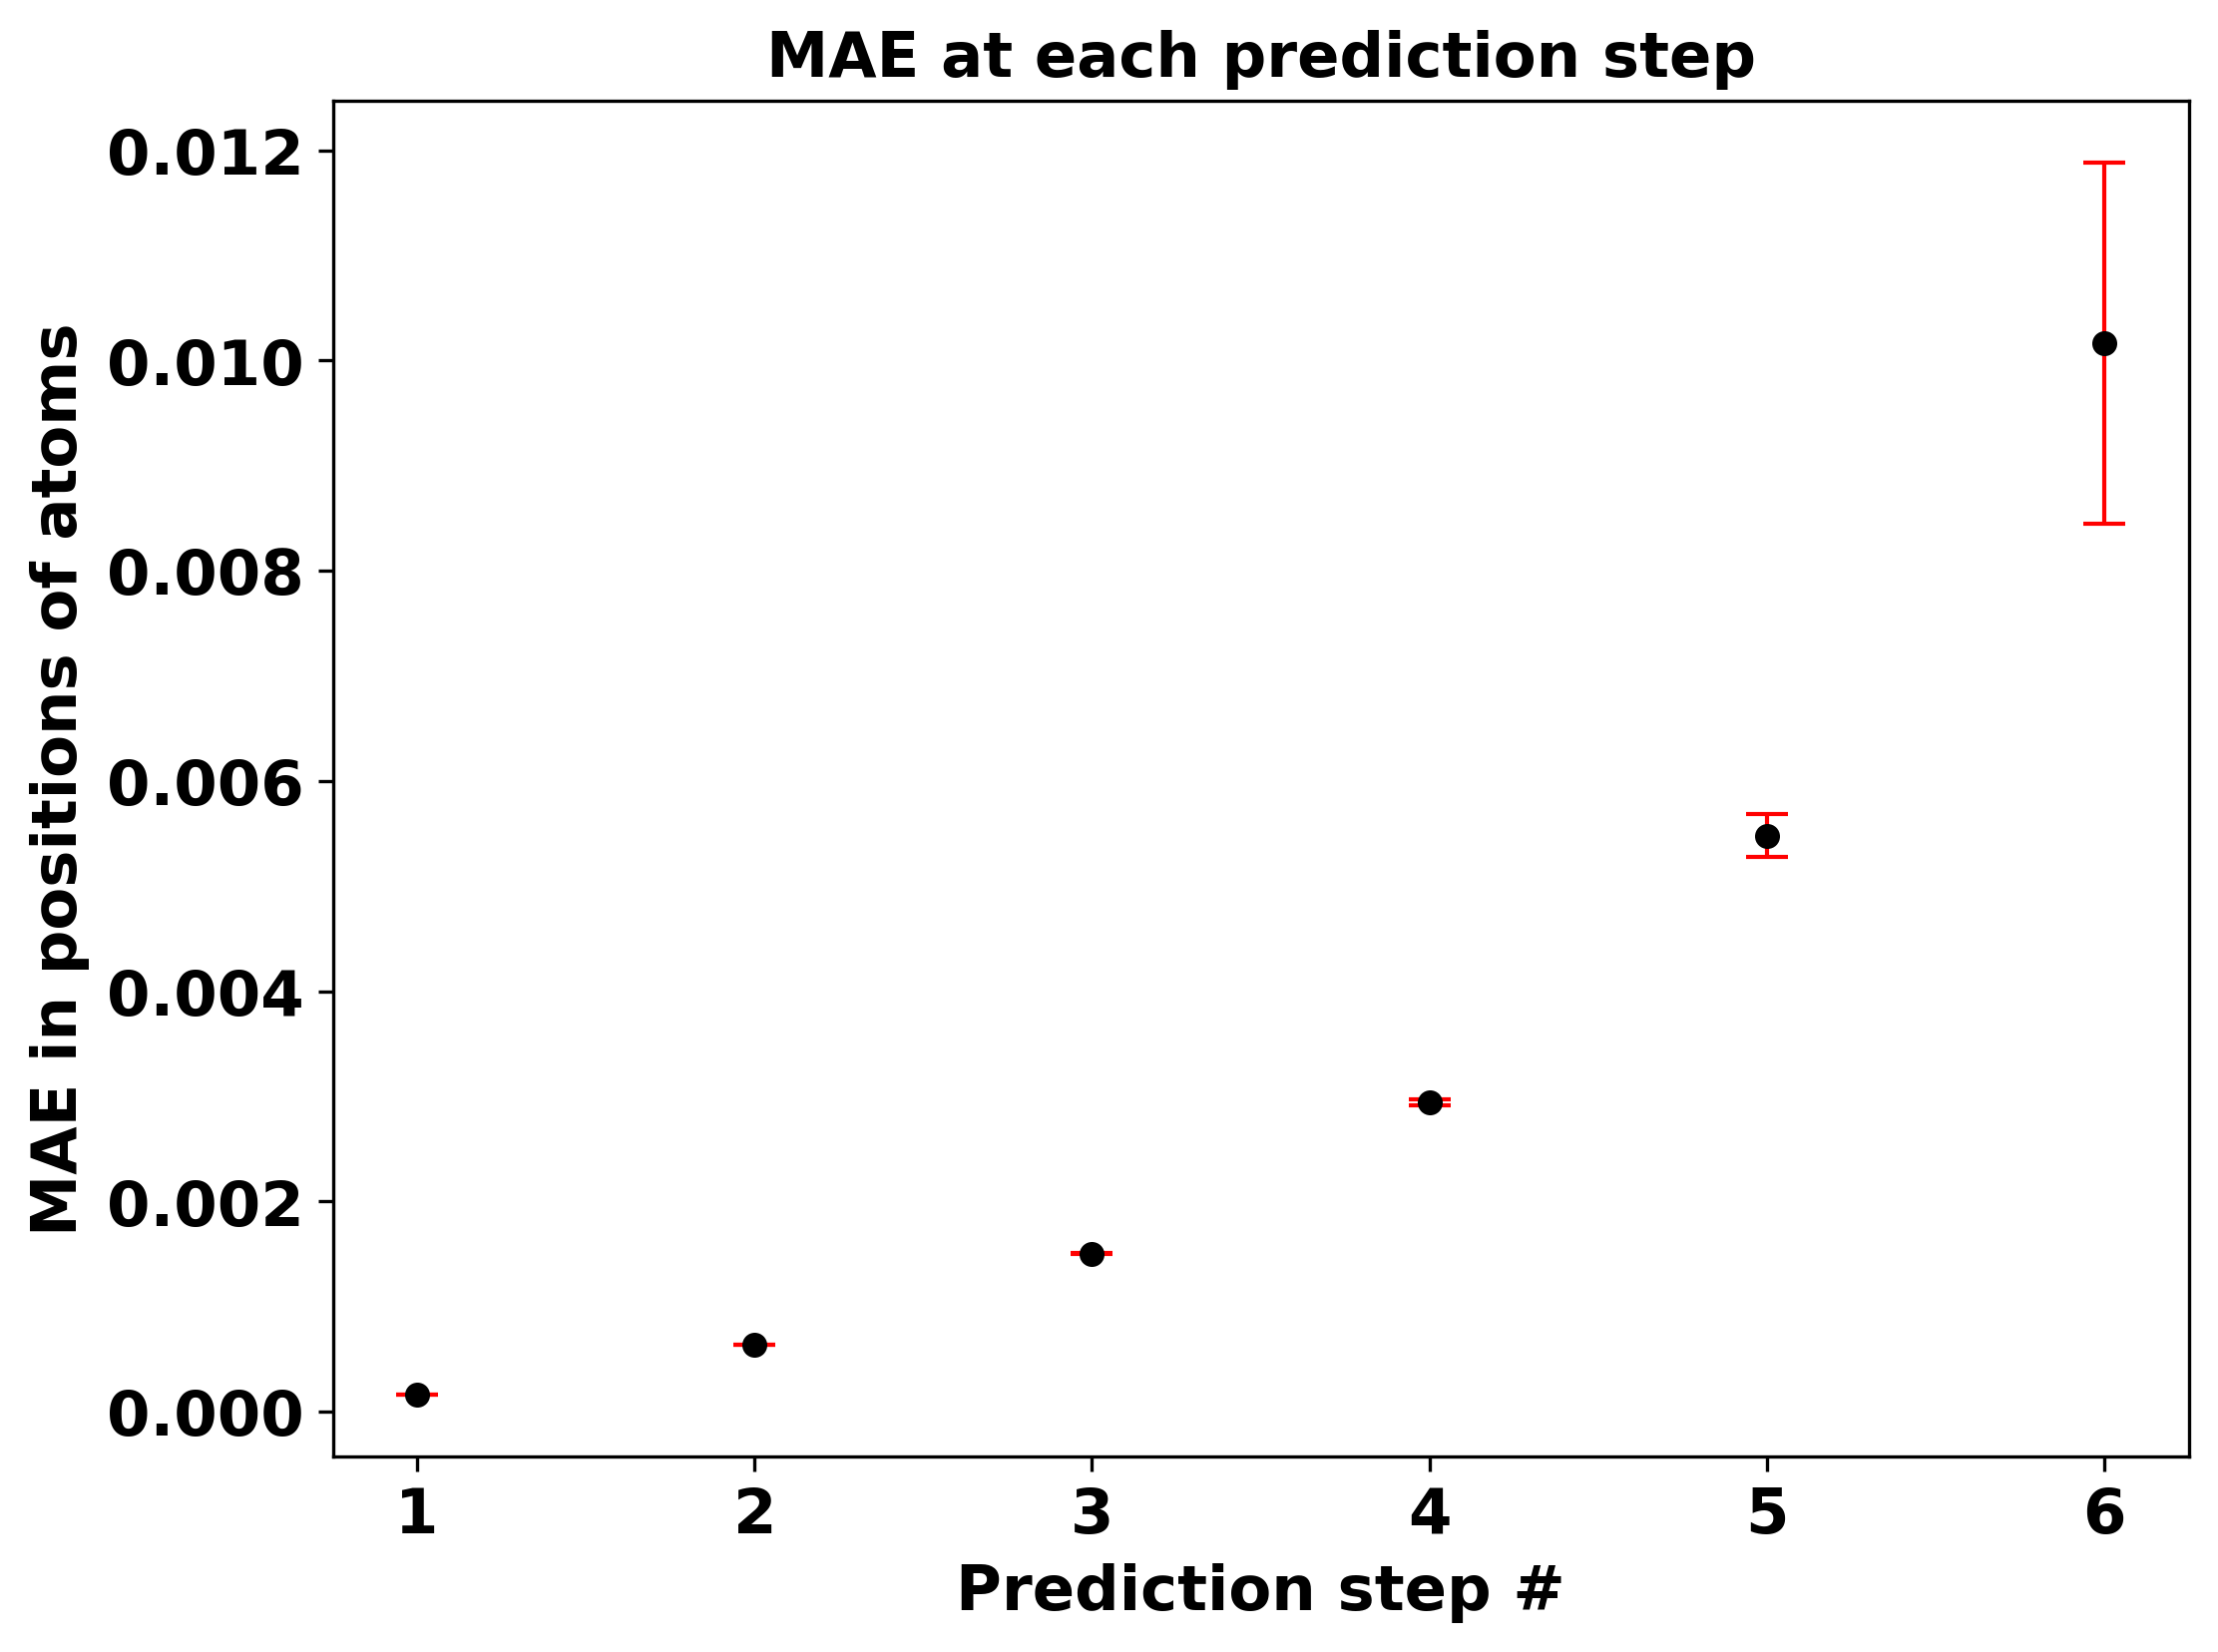 MAE at each prediction step
MAE in positions of atoms
0.012
0.010
0.008
0.006
0.004
0.002
0.000
1 2 3 4 5 6
Prediction step #